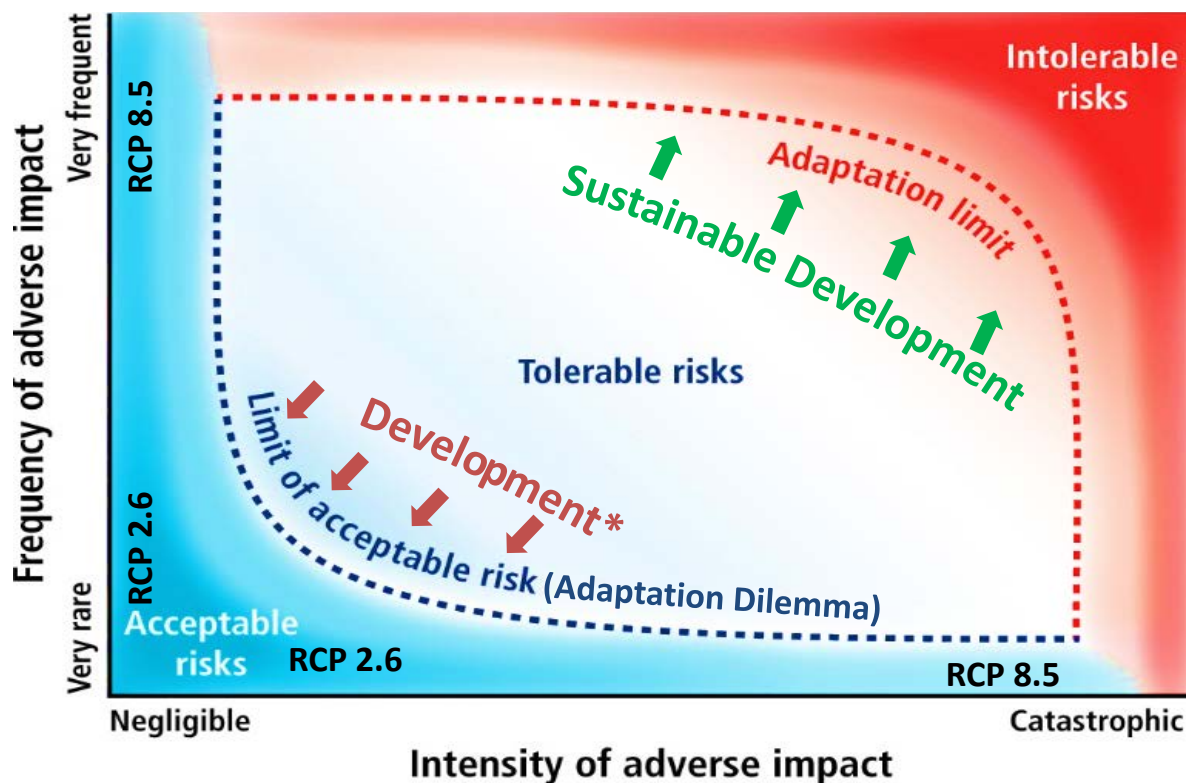 Frequency of adverse impact
Very frequent
Very rare
RCP 8.5
RCP 2.6
Intolerable
risks
Adaptation limit
Sustainable Development
Tolerable risks
Development*
Limit of acceptable risk (Adaptation Dilemma)
Acceptable
risks
RCP 2.6
RCP 8.5
Negligible
Catastrophic
Intensity of adverse impact